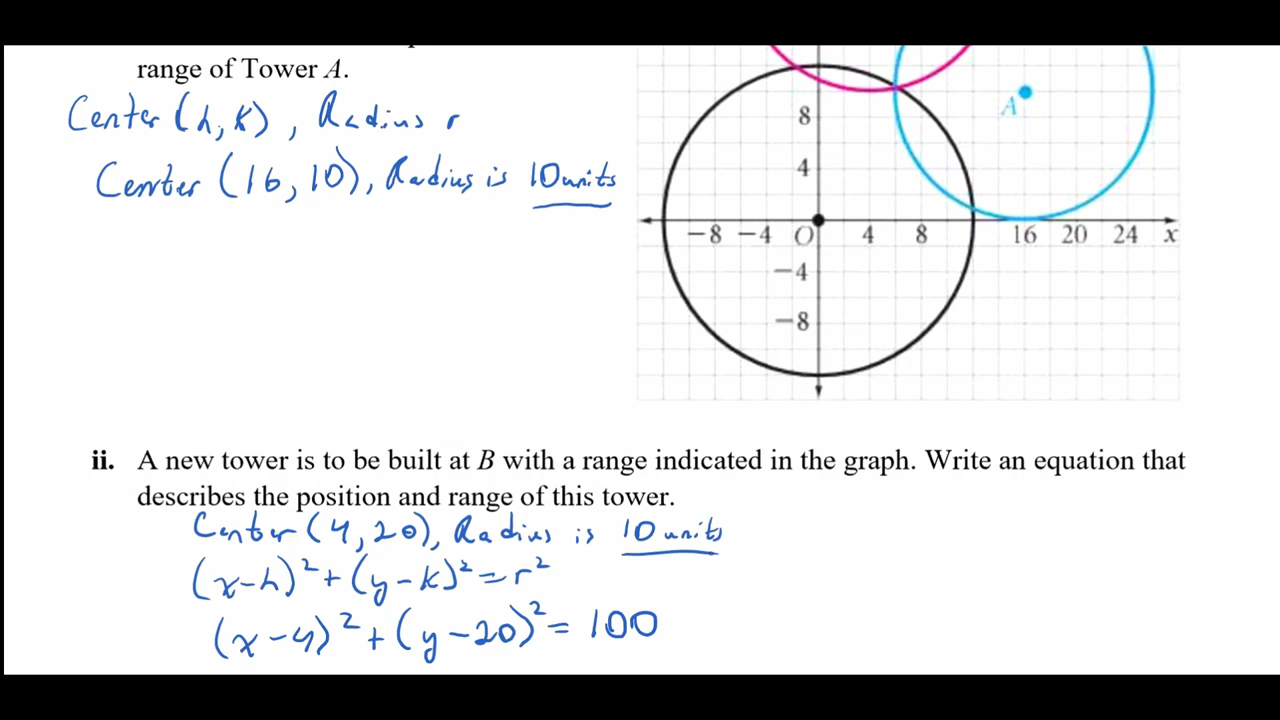 range of Tower A.
Center (h, k), Radius r
Center (16, 10), Radius is 10 units
A
8
4
-8 -4 O 4 8 16 20 24 x
-4
-8
ii. A new tower is to be built at B with a range indicated in the graph. Write an equation that
describes the position and range of this tower.
Center (4, 20), Radius is 10 units
(x-h)² + (y-k)² = r²
(x-4)² + (y-20)² = 100